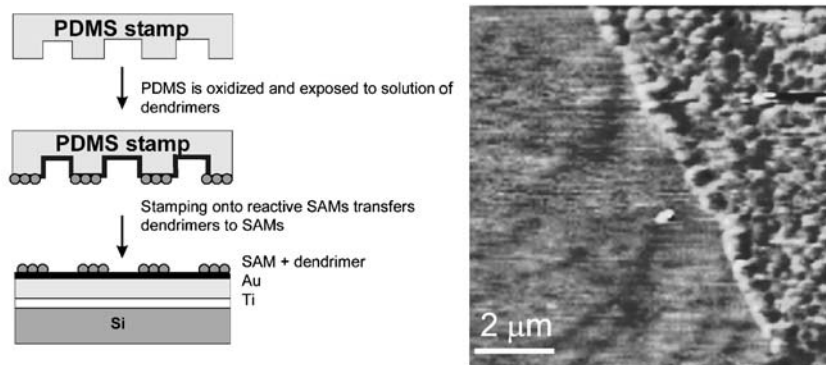 PDMS stamp
PDMS is oxidized and exposed to solution of
dendrimers
PDMS stamp
Stamping onto reactive SAMs transfers
dendrimers to SAMs
SAM + dendrimer
Au
Ti
Si
2 μm